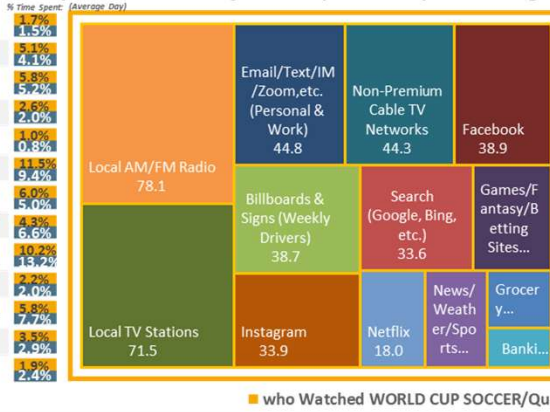 % Time Spent: (Average Day)
1.7%
1.5%
5.1%
4.1%
5.8%
5.2%
2.6%
2.0%
1.0%
0.8%
11.5%
9.4%
6.0%
5.0%
4.3%
6.6%
10.2%
13.2%
2.2%
2.0%
5.8%
7.7%
3.5%
2.9%
1.9%
2.4%
Local AM/FM Radio
78.1
Local TV Stations
71.5
Email/Text/IM
/Zoom,etc.
(Personal &
Work)
44.8
Non-Premium
Cable TV
Networks
44.3
Facebook
38.9
Billboards &
Signs (Weekly
Drivers)
38.7
Search
(Google, Bing,
etc.)
33.6
Games/F
antasy/B
etting
Sites...
Instagram
33.9
Netflix
18.0
News/
Weath
er/Spo
rts...
Grocer
y...
Banki...
who Watched WORLD CUP SOCCER/Qu